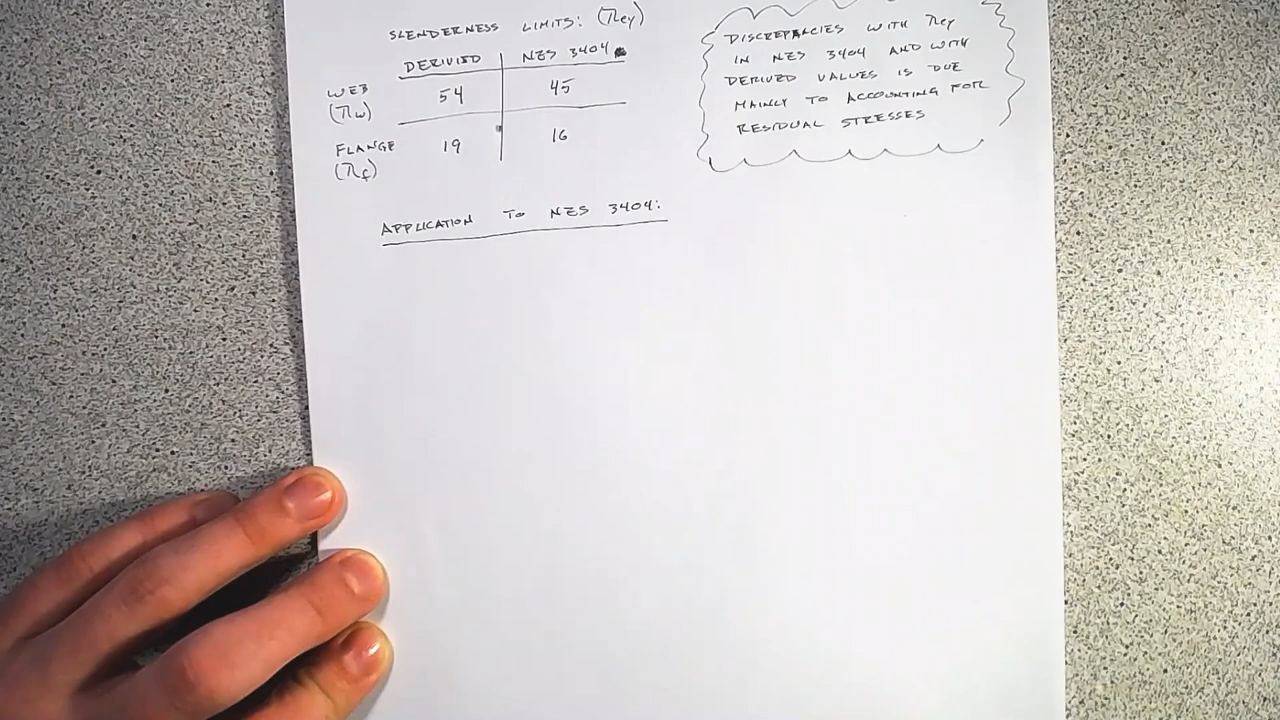 SLENDERNESS LIMITS: (λey)
DERIVED NZS 3404
WEB 54 45
(λw)
FLANGE 19 16
(λf)
DISCREPANCIES WITH λey
IN NZS 3404 AND WITH
DERIVED VALUES IS DUE
MAINLY TO ACCOUNTING FOR
RESIDUAL STRESSES
APPLICATION TO NZS 3404: